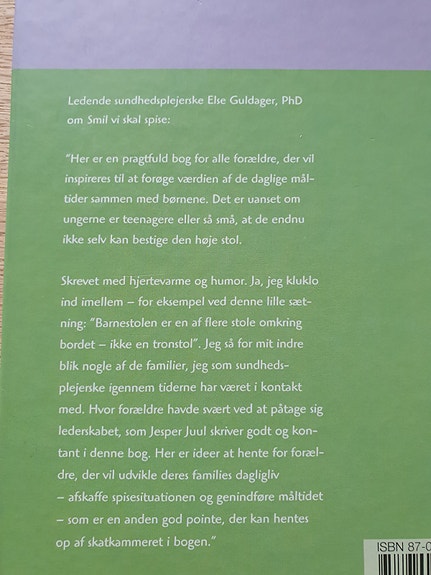 Ledende sundhedsplejerske Else Guldager, PhD
om Smil vi skal spise:
"Her er en pragtfuld bog for alle forældre, der vil
inspireres til at forøge værdien af de daglige mål-
tider sammen med børnene. Det er uanset om
ungerne er teenagere eller så små, at de endnu
ikke selv kan bestige den høje stol.
Skrevet med hjertevarme og humor. Ja, jeg kluklo
ind imellem – for eksempel ved denne lille sæt-
ning: "Barnestolen er en af flere stole omkring
bordet – ikke en tronstol". Jeg så for mit indre
blik nogle af de familier, jeg som sundheds-
plejerske igennem tiderne har været i kontakt
med. Hvor forældre havde svært ved at påtage sig
lederskabet, som Jesper Juul skriver godt og kon-
tant i denne bog. Her er ideer at hente for foræl-
dre, der vil udvikle deres families dagligliv
– afskaffe spisesituationen og genindføre måltidet
– som er en anden god pointe, der kan hentes
op af skatkammeret i bogen."
ISBN 87-0